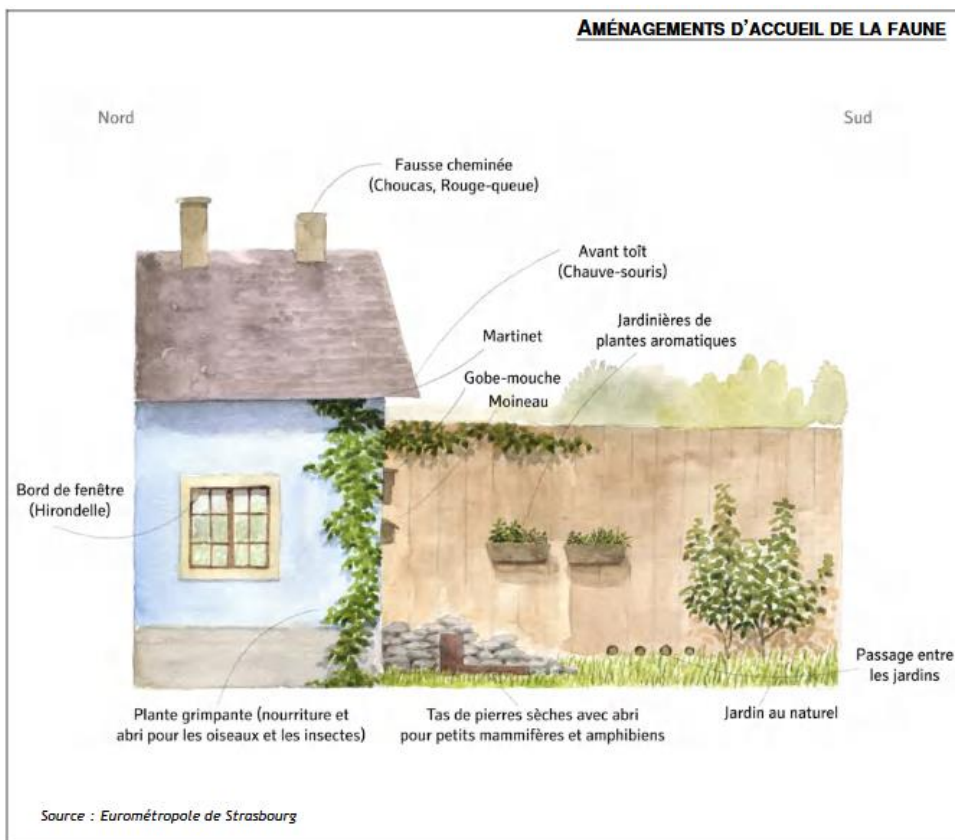 AMÉNAGEMENTS D'ACCUEIL DE LA FAUNE
Nord
Sud
Fausse cheminée
(Choucas, Rouge-queue)
Avant toît
(Chauve-souris)
Martinet
Jardinières de
plantes aromatiques
Gobe-mouche
Moineau
Bord de fenêtre
(Hirondelle)
Passage entre
les jardins
Plante grimpante (nourriture et
abri pour les oiseaux et les insectes)
Tas de pierres sèches avec abri
pour petits mammifères et amphibiens
Jardin au naturel
Source : Eurométropole de Strasbourg